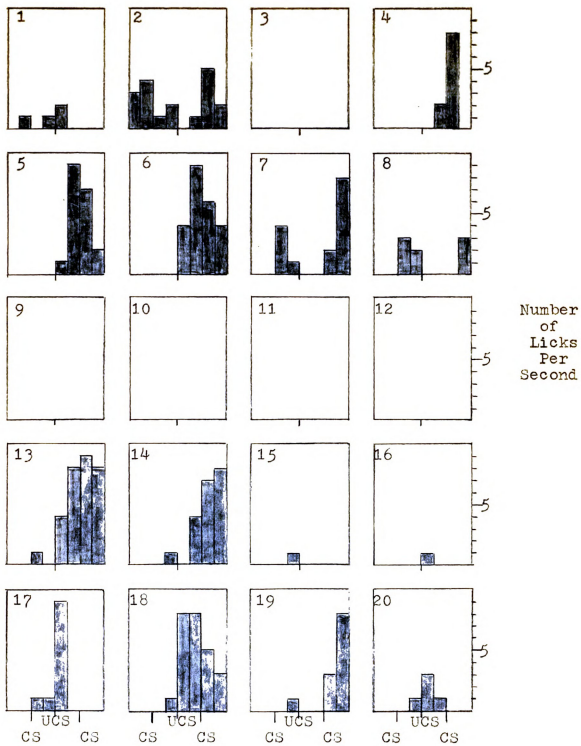 1 2 3 4
5
5 6 7 8
5
9 10 11 12
5
Number
of
Licks
Per
Second
13 14 15 16
5
17 18 19 20
5
UCS UCS UCS UCS
CS CS CS CS CS CS CS CS